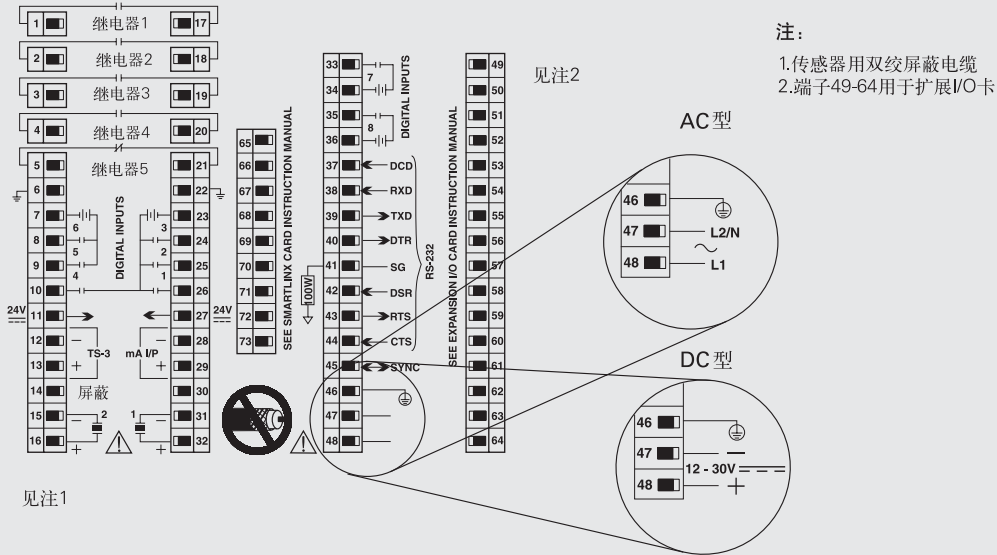 1 继电器1 17
2 继电器2 18
3 继电器3 19
4 继电器4 20
5 继电器5 21
6 22
7 23
8 24
9 25
10 26
24V 11 27 24V
12 28
13 29
14 屏蔽 30
15 31
16 32
6
5
4
DIGITAL INPUTS
3
2
1
− TS-3 mA I/P −
+ +
− 2 1 −
+ +
见注1
65
66
67
68
69
70
71
72
73
SEE SMARTLINX CARD INSTRUCTION MANUAL
33
7
34
35
8
36
DIGITAL INPUTS
37 DCD
38 RXD
39 TXD
40 DTR
41 SG
100W
42 DSR
43 RTS
44 CTS
RS-232
45 SYNC
46
47
48
SEE EXPANSION I/O CARD INSTRUCTION MANUAL
49
50
51
52
53
54
55
56
57
58
59
60
61
62
63
64
见注2
注：
1.传感器用双绞屏蔽电缆
2.端子49-64用于扩展I/O卡
AC型
46
47 L2/N
48 L1
DC型
46
47 −
12 - 30V
48 +